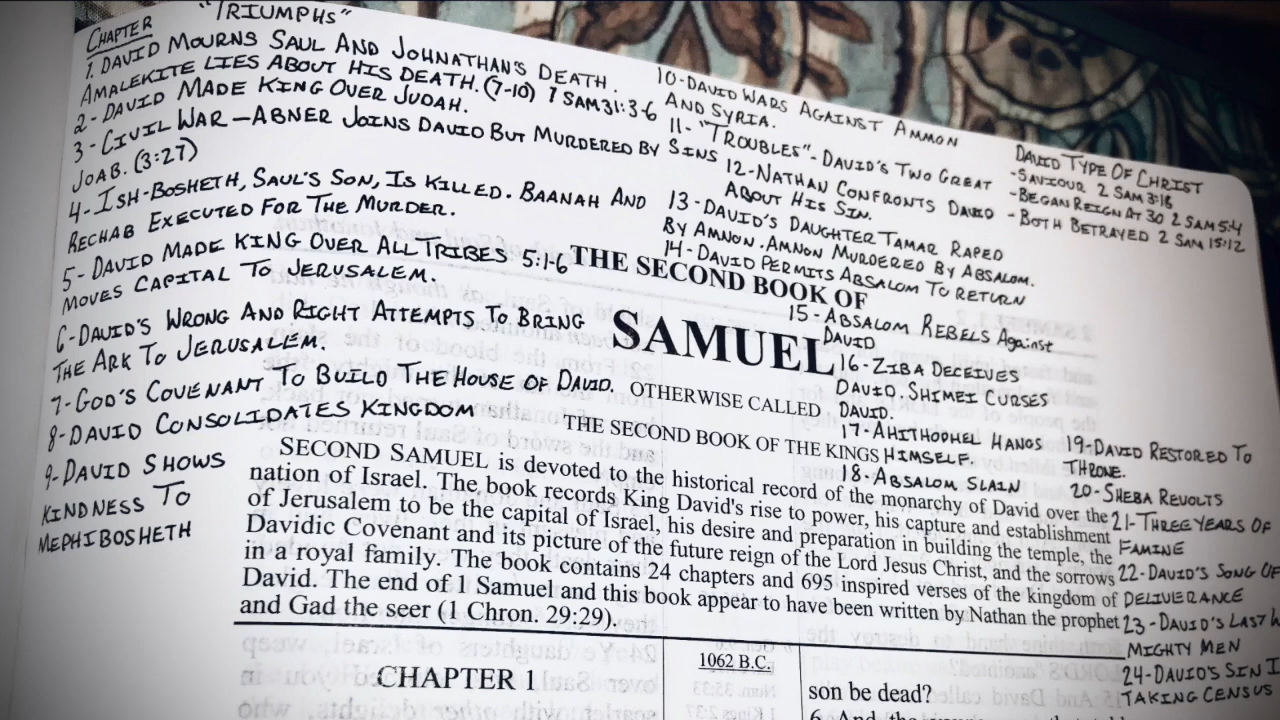 CHAPTER "TRIUMPHS"
1. DAVID MOURNS SAUL AND JOHNATHAN'S DEATH.
AMALEKITE LIES ABOUT HIS DEATH. (7-10) 1 SAM 31:3-6
2- DAVID MADE KING OVER JUDAH.
3- CIVIL WAR - ABNER JOINS DAVID BUT MURDERED BY
JOAB. (3:27)
4- ISH-BOSHETH, SAUL'S SON, IS KILLED. BAANAH AND
RECHAB EXECUTED FOR THE MURDER.
5- DAVID MADE KING OVER ALL TRIBES 5:1-6
MOVES CAPITAL TO JERUSALEM.
6- DAVID'S WRONG AND RIGHT ATTEMPTS TO BRING
THE ARK TO JERUSALEM.
7- GOD'S COVENANT TO BUILD THE HOUSE OF DAVID.
8- DAVID CONSOLIDATES KINGDOM
9- DAVID SHOWS
KINDNESS TO
MEPHIBOSHETH
10- DAVID WARS AGAINST AMMON
AND SYRIA.
11- "TROUBLES" - DAVID'S TWO GREAT
SINS
12- NATHAN CONFRONTS DAVID
ABOUT HIS SIN.
13- DAVID'S DAUGHTER TAMAR RAPED
BY AMNON. AMNON MURDERED BY ABSALOM.
14- DAVID PERMITS ABSALOM TO RETURN
15- ABSALOM REBELS Against
DAVID
16- ZIBA DECEIVES
DAVID. SHIMEI CURSES
DAVID.
17- AHITHOPHEL HANGS
HIMSELF.
18- ABSALOM SLAIN
19- DAVID RESTORED TO
THRONE.
20- SHEBA REVOLTS
21- THREE YEARS OF
FAMINE
22- DAVID'S SONG OF
DELIVERANCE
23- DAVID'S LAST
MIGHTY MEN
24- DAVID'S SIN
TAKING CENSUS
DAVID TYPE OF CHRIST
- SAVIOUR 2 SAM 3:18
- BEGAN REIGN AT 30 2 SAM 5:4
- BOTH BETRAYED 2 SAM 15:12
THE SECOND BOOK OF
SAMUEL
OTHERWISE CALLED
THE SECOND BOOK OF THE KINGS
SECOND SAMUEL is devoted to the historical record of the monarchy of David over the
nation of Israel. The book records King David's rise to power, his capture and establishment
of Jerusalem to be the capital of Israel, his desire and preparation in building the temple, the
Davidic Covenant and its picture of the future reign of the Lord Jesus Christ, and the sorrows
in a royal family. The book contains 24 chapters and 695 inspired verses of the kingdom of
David. The end of 1 Samuel and this book appear to have been written by Nathan the prophet
and Gad the seer (1 Chron. 29:29).
CHAPTER 1
1062 B.C.
son be dead?